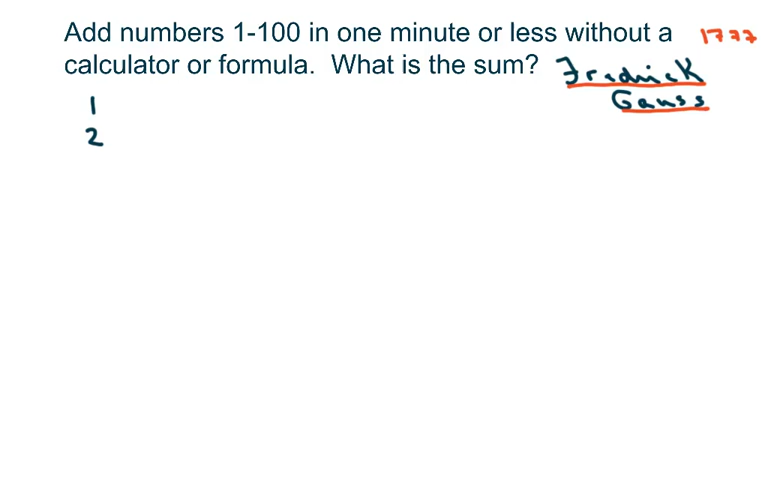 Add numbers 1-100 in one minute or less without a 1777
calculator or formula. What is the sum? Fredrick
Gauss
1
2